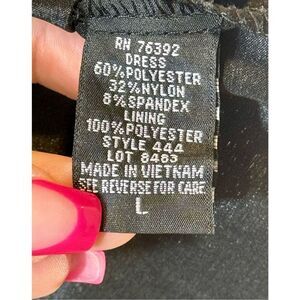 RN 76392
DRESS
60%POLYESTER
32%NYLON
8%SPANDEX
LINING
100%POLYESTER
STYLE 444
LOT 8463
MADE IN VIETNAM
SEE REVERSE FOR CARE
L